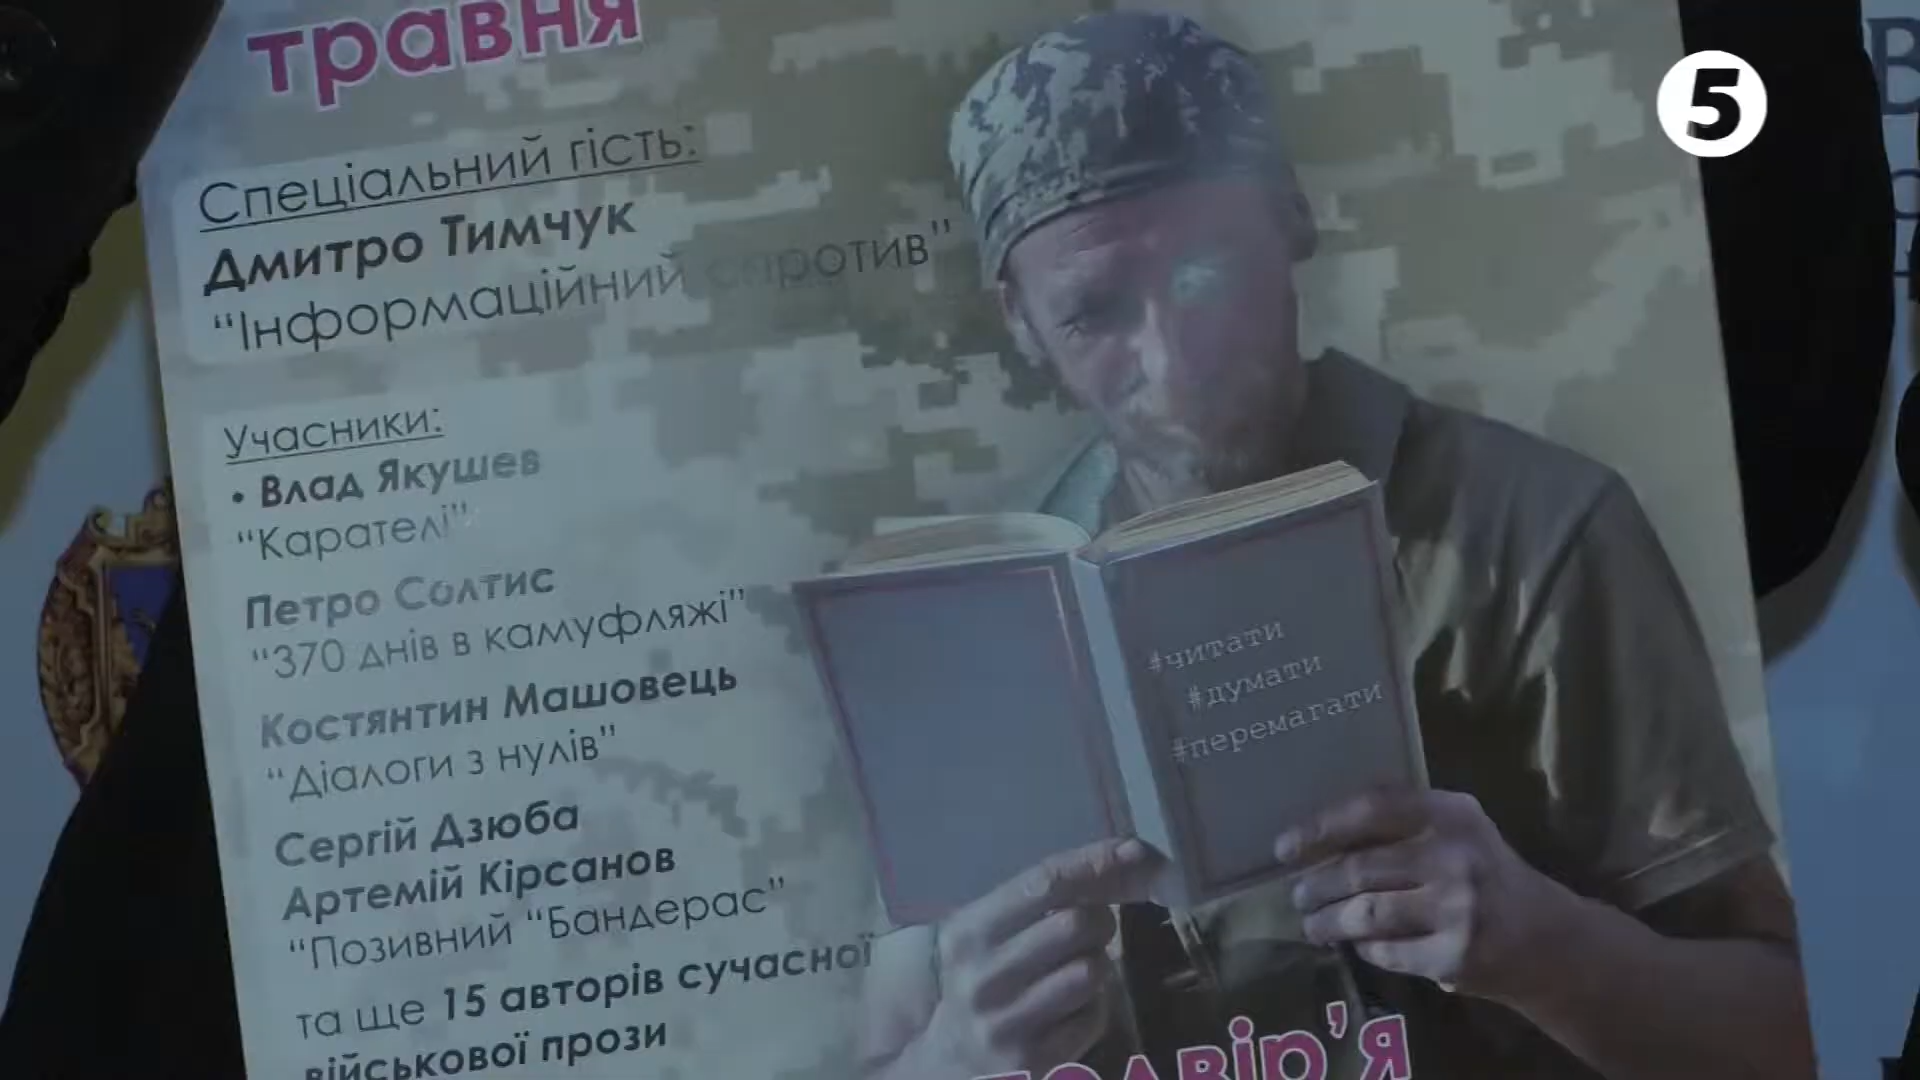 травня
5
Спеціальний гість:
Дмитро Тимчук
“Інформаційний спротив”
Учасники:
• Влад Якушев
“Карателі”
Петро Солтис
“370 днів в камуфляжі”
Костянтин Машовець
“Діалоги з нулів”
Сергій Дзюба
Артемій Кірсанов
“Позивний “Бандерас”
та ще 15 авторів сучасної
військової прози
#читати
#думати
#перемагати
подвір’я